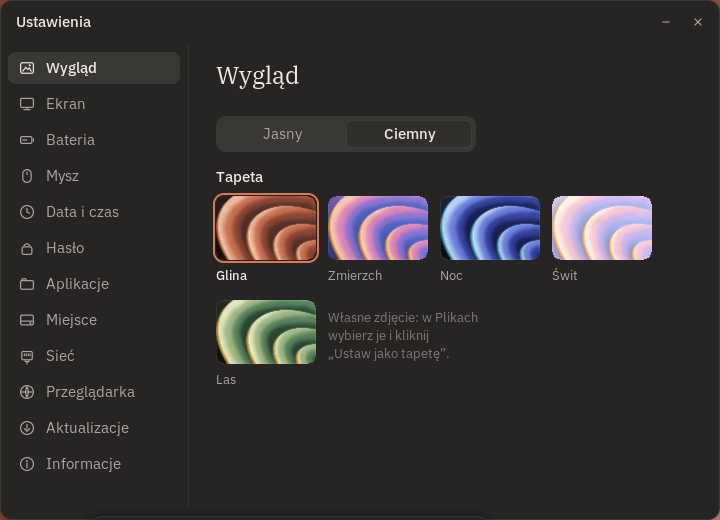 Ustawienia
Wygląd
Ekran
Bateria
Mysz
Data i czas
Hasło
Aplikacje
Miejsce
Sieć
Przeglądarka
Aktualizacje
Informacje
Wygląd
Jasny
Ciemny
Tapeta
Glina
Zmierzch
Noc
Świt
Las
Własne zdjęcie: w Plikach
wybierz je i kliknij
„Ustaw jako tapetę”.